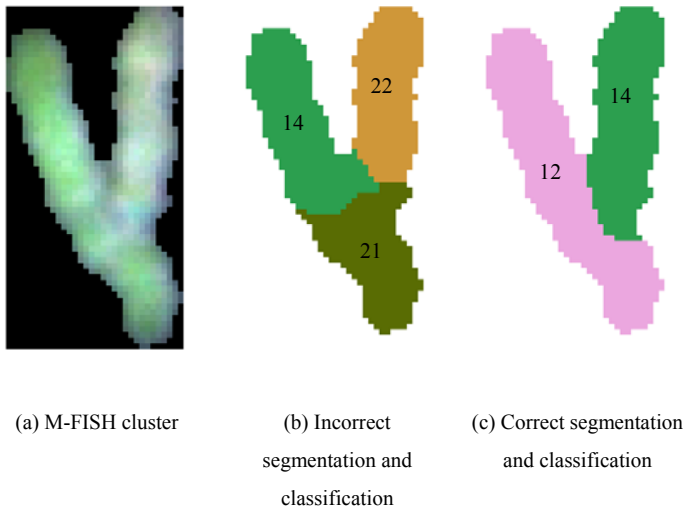 22
14
14
12
21
(a) M-FISH cluster
(b) Incorrect
segmentation and
classification
(c) Correct segmentation
and classification